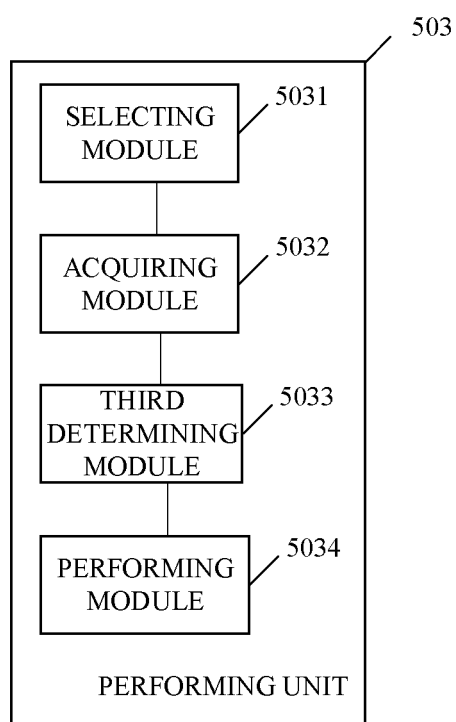 503
SELECTING
MODULE
5031
ACQUIRING
MODULE
5032
THIRD
DETERMINING
MODULE
5033
PERFORMING
MODULE
5034
PERFORMING UNIT